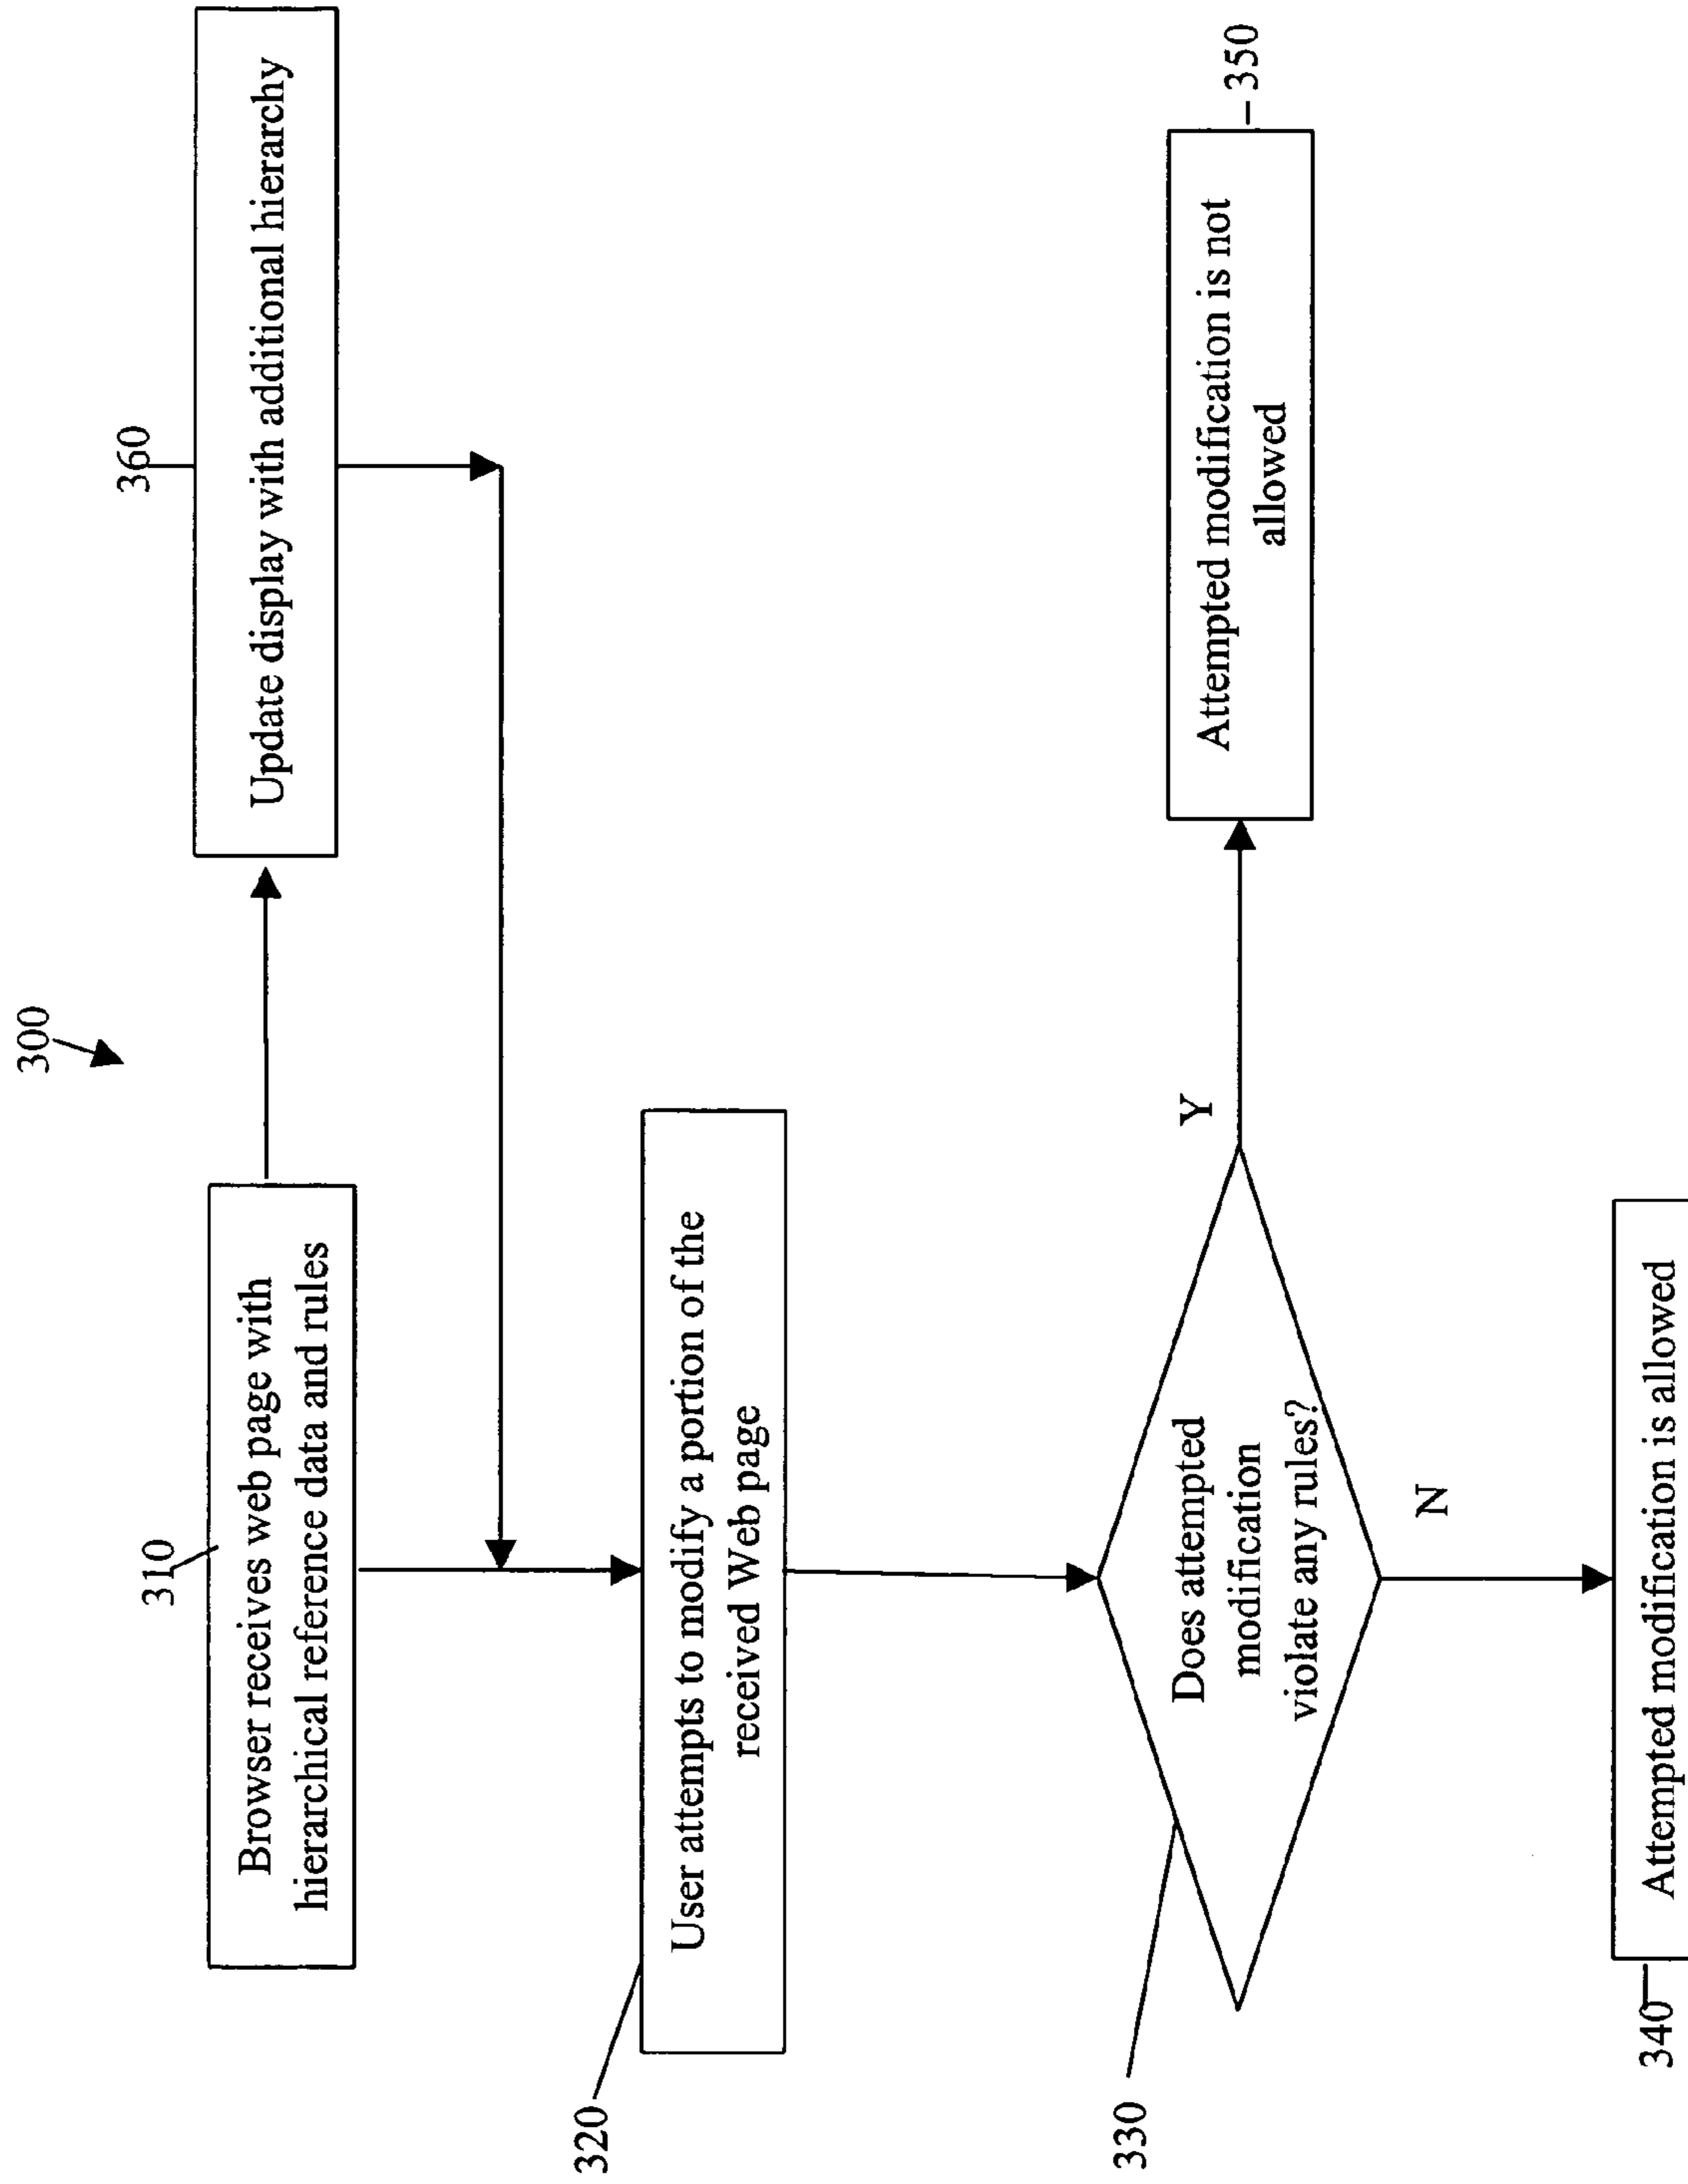 300
310
Browser receives web page with
hierarchical reference data and rules
360
Update display with additional hierarchy
320
User attempts to modify a portion of the
received Web page
330
Does attempted
modification
violate any rules?
Y
Attempted modification is not
allowed
350
N
340
Attempted modification is allowed